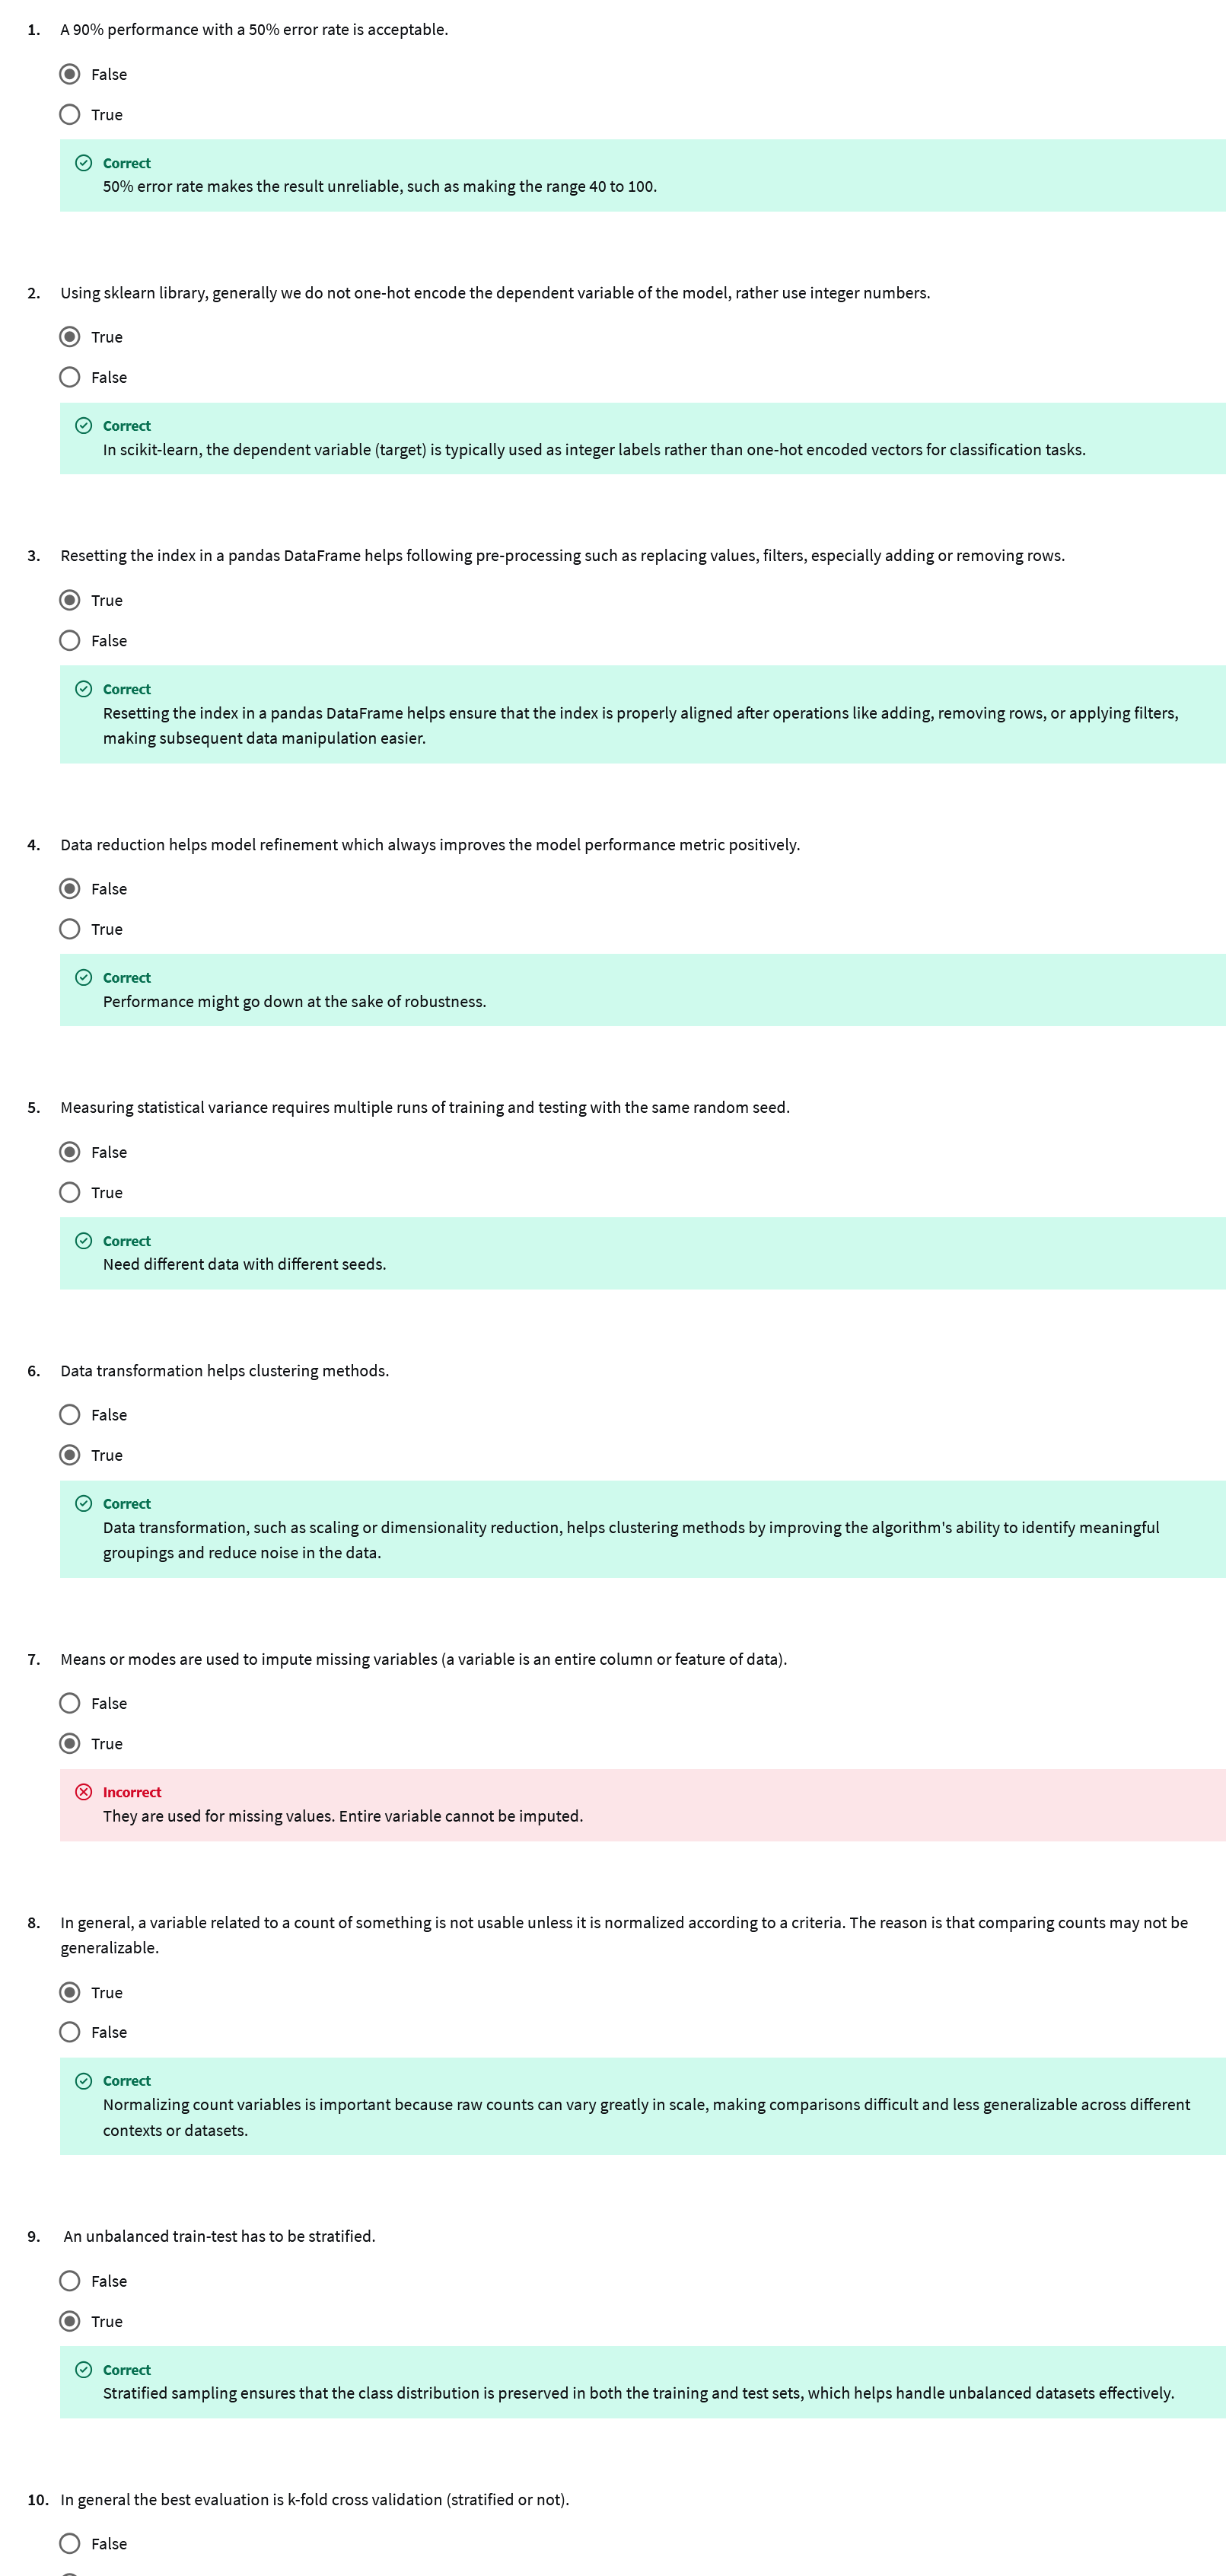 1. A 90% performance with a 50% error rate is acceptable.
False
True
Correct
50% error rate makes the result unreliable, such as making the range 40 to 100.
2. Using sklearn library, generally we do not one-hot encode the dependent variable of the model, rather use integer numbers.
True
False
Correct
In scikit-learn, the dependent variable (target) is typically used as integer labels rather than one-hot encoded vectors for classification tasks.
3. Resetting the index in a pandas DataFrame helps following pre-processing such as replacing values, filters, especially adding or removing rows.
True
False
Correct
Resetting the index in a pandas DataFrame helps ensure that the index is properly aligned after operations like adding, removing rows, or applying filters,
making subsequent data manipulation easier.
4. Data reduction helps model refinement which always improves the model performance metric positively.
False
True
Correct
Performance might go down at the sake of robustness.
5. Measuring statistical variance requires multiple runs of training and testing with the same random seed.
False
True
Correct
Need different data with different seeds.
6. Data transformation helps clustering methods.
False
True
Correct
Data transformation, such as scaling or dimensionality reduction, helps clustering methods by improving the algorithm's ability to identify meaningful
groupings and reduce noise in the data.
7. Means or modes are used to impute missing variables (a variable is an entire column or feature of data).
False
True
Incorrect
They are used for missing values. Entire variable cannot be imputed.
8. In general, a variable related to a count of something is not usable unless it is normalized according to a criteria. The reason is that comparing counts may not be
generalizable.
True
False
Correct
Normalizing count variables is important because raw counts can vary greatly in scale, making comparisons difficult and less generalizable across different
contexts or datasets.
9. An unbalanced train-test has to be stratified.
False
True
Correct
Stratified sampling ensures that the class distribution is preserved in both the training and test sets, which helps handle unbalanced datasets effectively.
10. In general the best evaluation is k-fold cross validation (stratified or not).
False